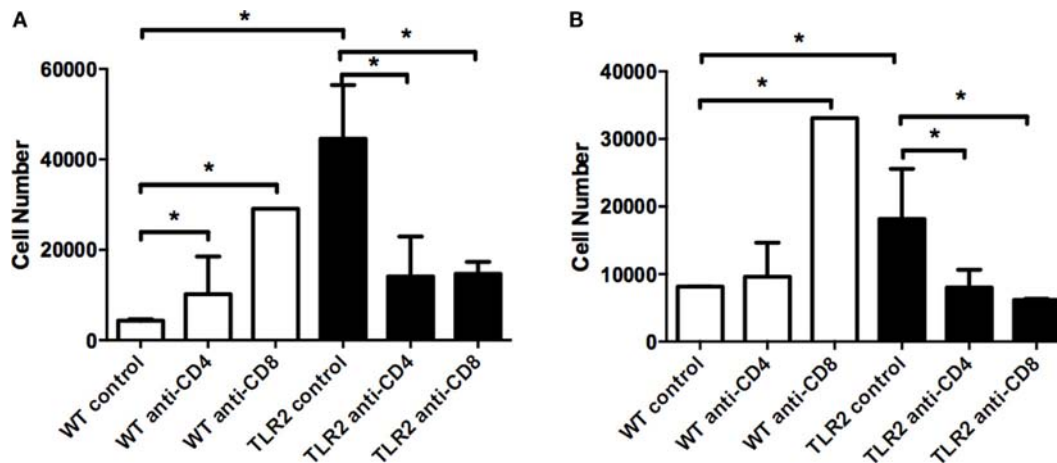 A
*
*
*
*
*
60000
40000
20000
0
Cell Number
WT control
WT anti-CD4
WT anti-CD8
TLR2 control
TLR2 anti-CD4
TLR2 anti-CD8
B
*
*
*
*
40000
30000
20000
10000
0
Cell Number
WT control
WT anti-CD4
WT anti-CD8
TLR2 control
TLR2 anti-CD4
TLR2 anti-CD8